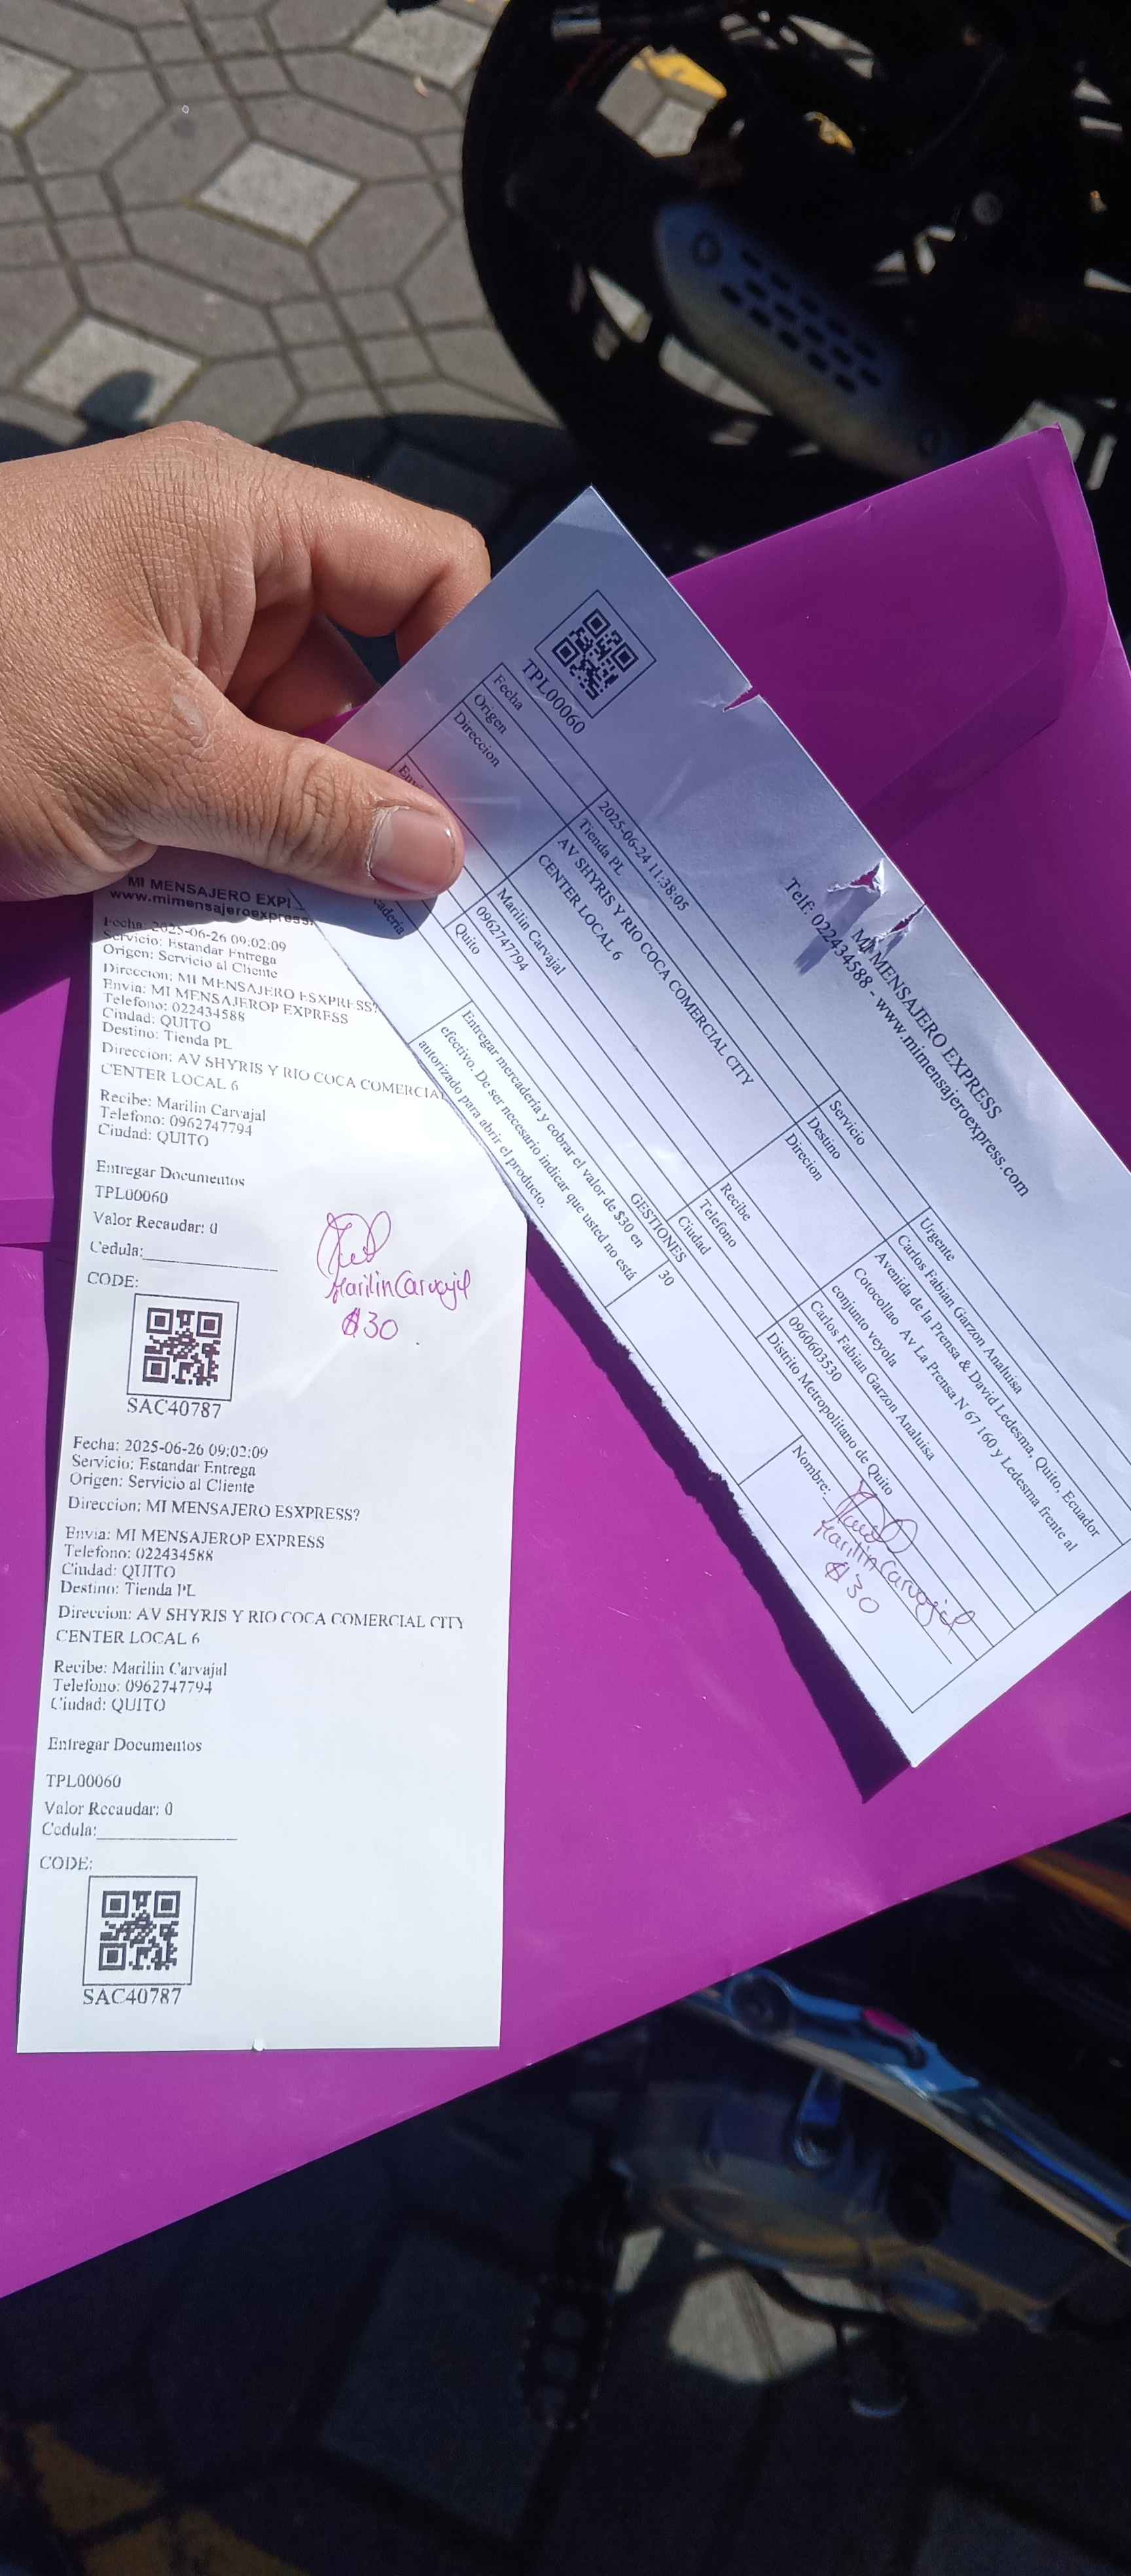 MI MENSAJERO EXP
www.mimensajeroexpress.
Fecha: 2025-06-26 09:02:09
Servicio: Estandar Entrega
Origen: Servicio al Cliente
Direccion: MI MENSAJERO ESXPRESS?
Envia: MI MENSAJEROP EXPRESS
Telefono: 022434588
Ciudad: QUITO
Destino: Tienda PL
Direccion: AV SHYRIS Y RIO COCA COMERCIAL
CENTER LOCAL 6
Recibe: Marilin Carvajal
Telefono: 0962747794
Ciudad: QUITO
Entregar Documentos
TPL00060
Valor Recaudar: 0
Cedula:
Marilin Carvajal
$30
CODE:
SAC40787
Fecha: 2025-06-26 09:02:09
Servicio: Estandar Entrega
Origen: Servicio al Cliente
Direccion: MI MENSAJERO ESXPRESS?
Envia: MI MENSAJEROP EXPRESS
Telefono: 022434588
Ciudad: QUITO
Destino: Tienda PL
Direccion: AV SHYRIS Y RIO COCA COMERCIAL CITY
CENTER LOCAL 6
Recibe: Marilin Carvajal
Telefono: 0962747794
Ciudad: QUITO
Entregar Documentos
TPL00060
Valor Recaudar: 0
Cedula:
CODE:
SAC40787
MI MENSAJERO EXPRESS
Telf: 022434588 - www.mimensajeroexpress.com
TPL00060
Fecha 2025-06-24 11:38:05 Servicio Urgente
Origen Tienda PL Destino Carlos Fabian Garzon Analuisa
Direccion AV SHYRIS Y RIO COCA COMERCIAL CITY Direcion Avenida de la Prensa & David Ledesma, Quito, Ecuador
CENTER LOCAL 6 Cotocollao Av La Prensa N 67 160 y Ledesma frente al
conjunto veyola
Env Marilin Carvajal Recibe Carlos Fabian Garzon Analuisa
0962747794 Telefono 0960603530
Quito Ciudad Distrito Metropolitano de Quito
GESTIONES
cadería Entregar mercadería y cobrar el valor de $30 en 30 Nombre:
efectivo. De ser necesario indicar que usted no está
autorizado para abrir el producto.
Marilin Carvajal
$30